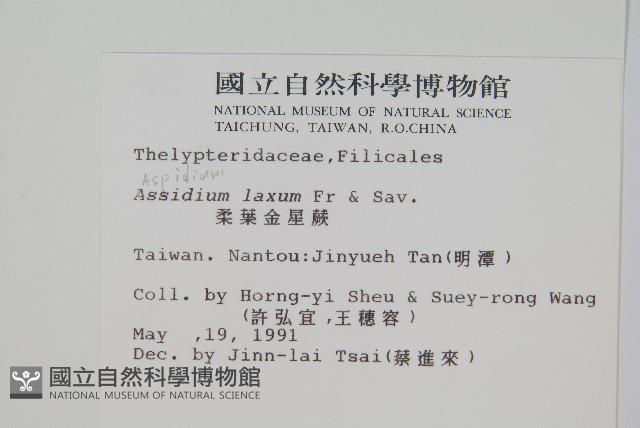 國立自然科學博物館
NATIONAL MUSEUM OF NATURAL SCIENCE
TAICHUNG, TAIWAN, R.O.CHINA
Thelypteridaceae,Filicales
Aspidium
Assidium laxum Fr & Sav.
柔葉金星蕨
Taiwan. Nantou:Jinyueh Tan(明潭)
Coll. by Horng-yi Sheu & Suey-rong Wang
(許弘宜,王穗容)
May ,19, 1991
Dec. by Jinn-lai Tsai(蔡進來)
國立自然科學博物館
NATIONAL MUSEUM OF NATURAL SCIENCE